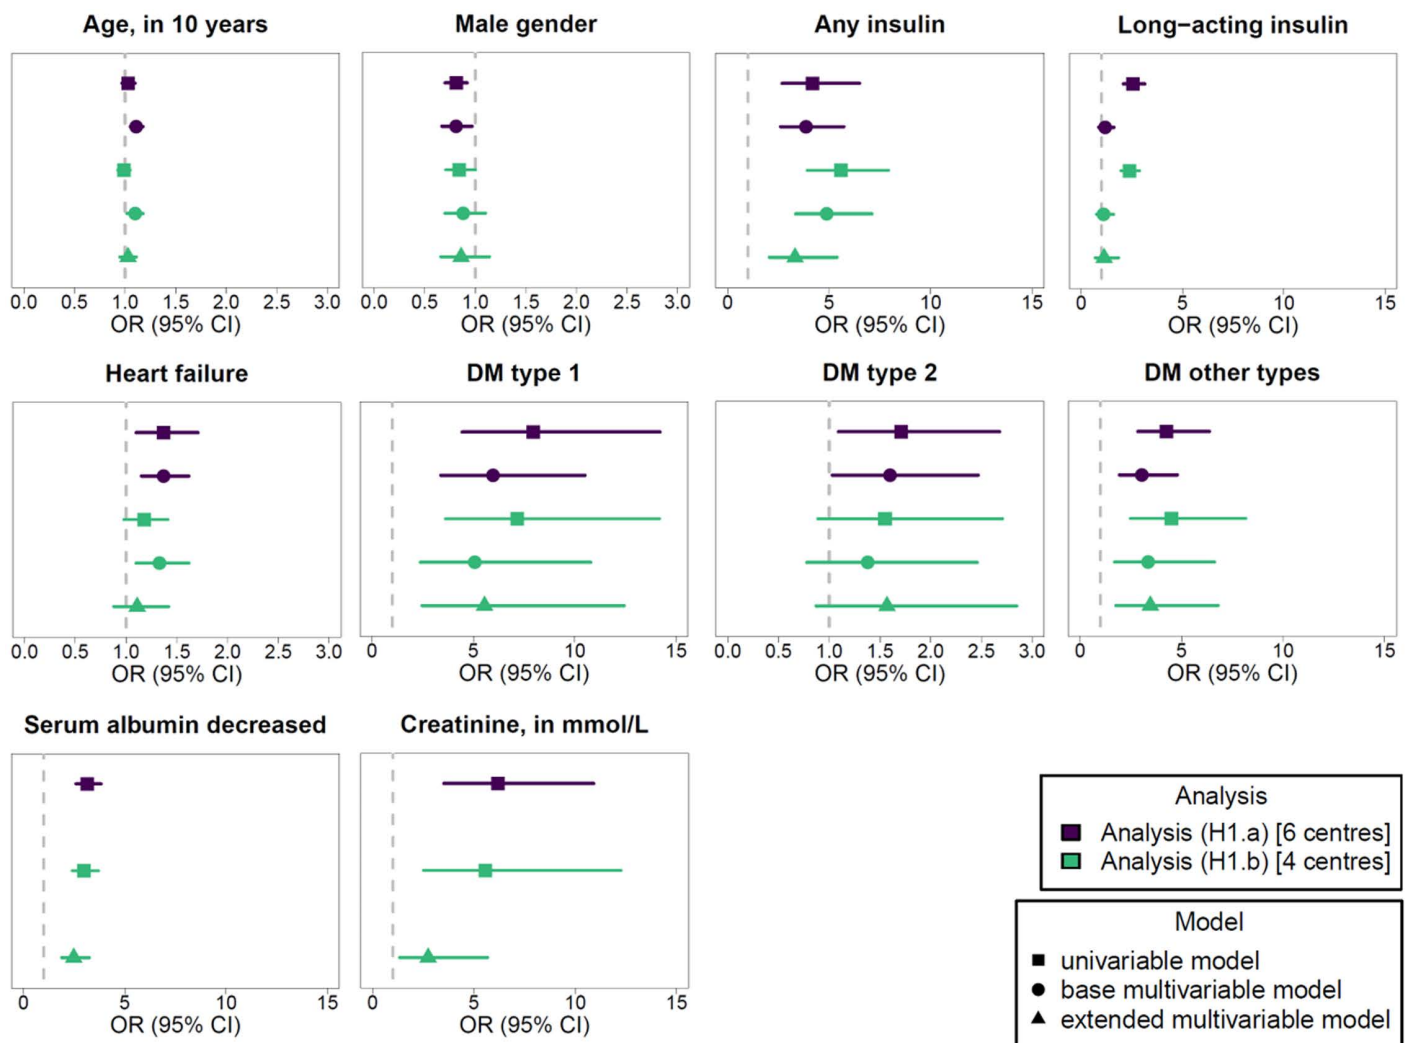 Age, in 10 years
Male gender
Any insulin
Long−acting insulin
0.0 0.5 1.0 1.5 2.0 2.5 3.0
OR (95% CI)
0.0 0.5 1.0 1.5 2.0 2.5 3.0
OR (95% CI)
0 5 10 15
OR (95% CI)
0 5 10 15
OR (95% CI)
Heart failure
DM type 1
DM type 2
DM other types
0.0 0.5 1.0 1.5 2.0 2.5 3.0
OR (95% CI)
0 5 10 15
OR (95% CI)
0.0 0.5 1.0 1.5 2.0 2.5 3.0
OR (95% CI)
0 5 10 15
OR (95% CI)
Serum albumin decreased
Creatinine, in mmol/L
0 5 10 15
OR (95% CI)
0 5 10 15
OR (95% CI)
Analysis
Analysis (H1.a) [6 centres]
Analysis (H1.b) [4 centres]
Model
univariable model
base multivariable model
extended multivariable model